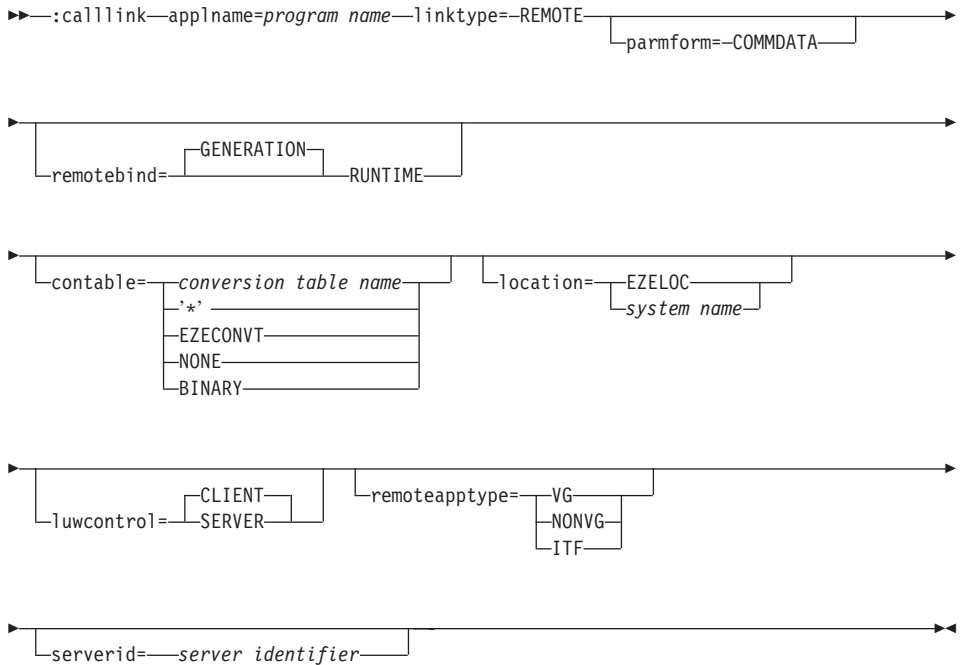 :calllink applname=program name linktype= REMOTE
parmform= COMMDATA
GENERATION
remotebind= RUNTIME
contable= conversion table name
'*'
EZECONVT
NONE
BINARY
location= EZELOC
system name
CLIENT
luwcontrol= SERVER
remoteapptype= VG
NONVG
ITF
serverid= server identifier